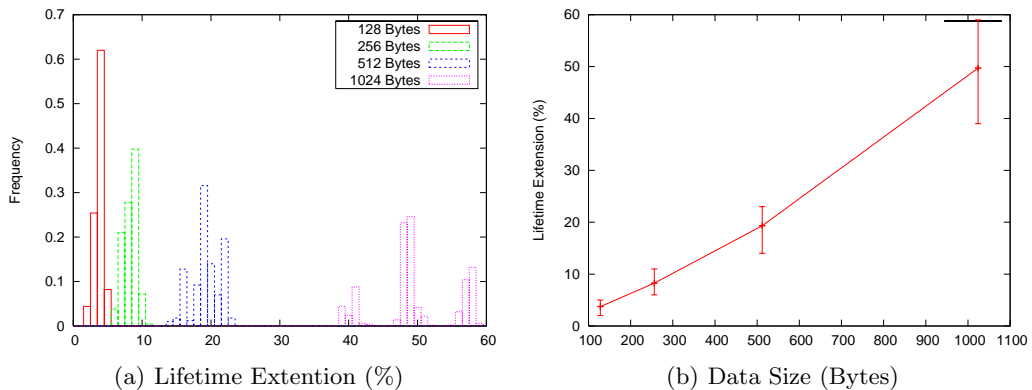 0.7
0.6
0.5
0.4
0.3
0.2
0.1
0
Frequency
128 Bytes
256 Bytes
512 Bytes
1024 Bytes
0 10 20 30 40 50 60
(a) Lifetime Extention (%)
60
50
40
30
20
10
0
Lifetime Extension (%)
100 200 300 400 500 600 700 800 900 1000 1100
(b) Data Size (Bytes)